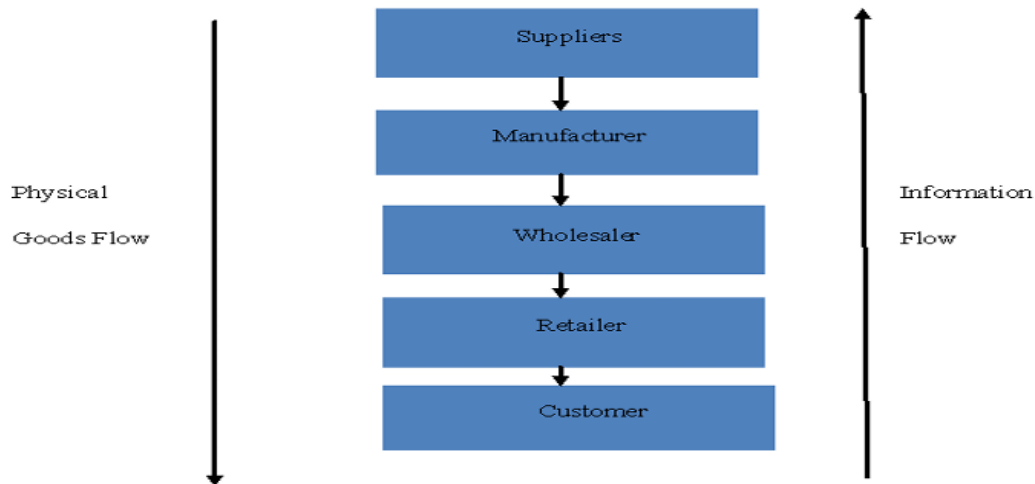 Suppliers
Manufacturer
Physical
Goods Flow
Information
Flow
Wholesaler
Retailer
Customer